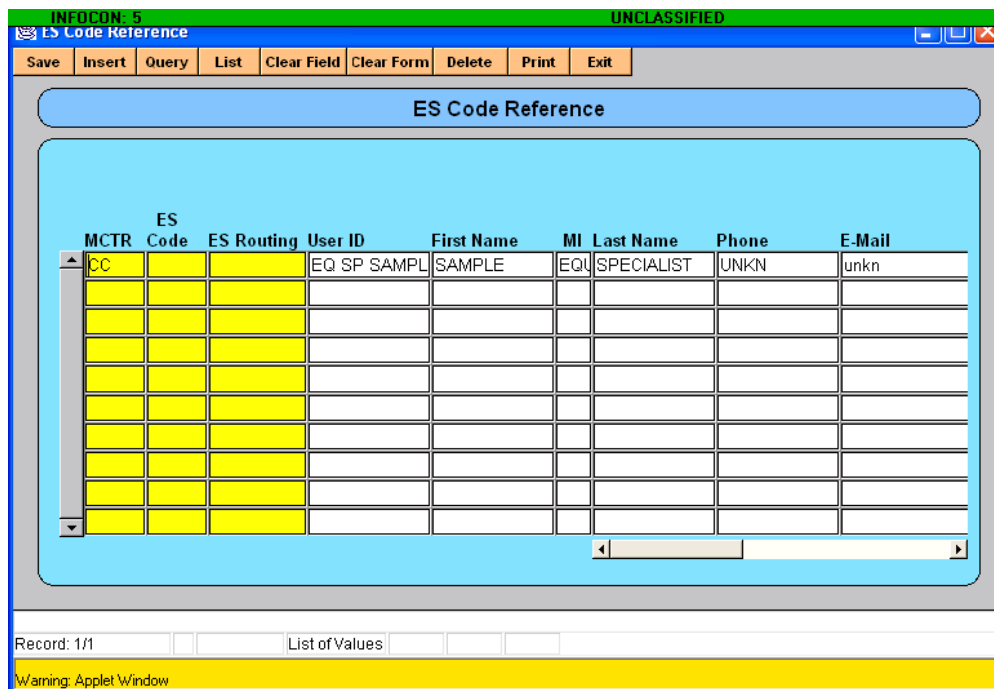 INFOCON: 5 UNCLASSIFIED
ES Code Reference
Save Insert Query List Clear Field Clear Form Delete Print Exit
ES Code Reference
ES
MCTR Code ES Routing User ID First Name MI Last Name Phone E-Mail
CC EQ SP SAMPL SAMPLE EQU SPECIALIST UNKN unkn
Record: 1/1 List of Values
Warning: Applet Window